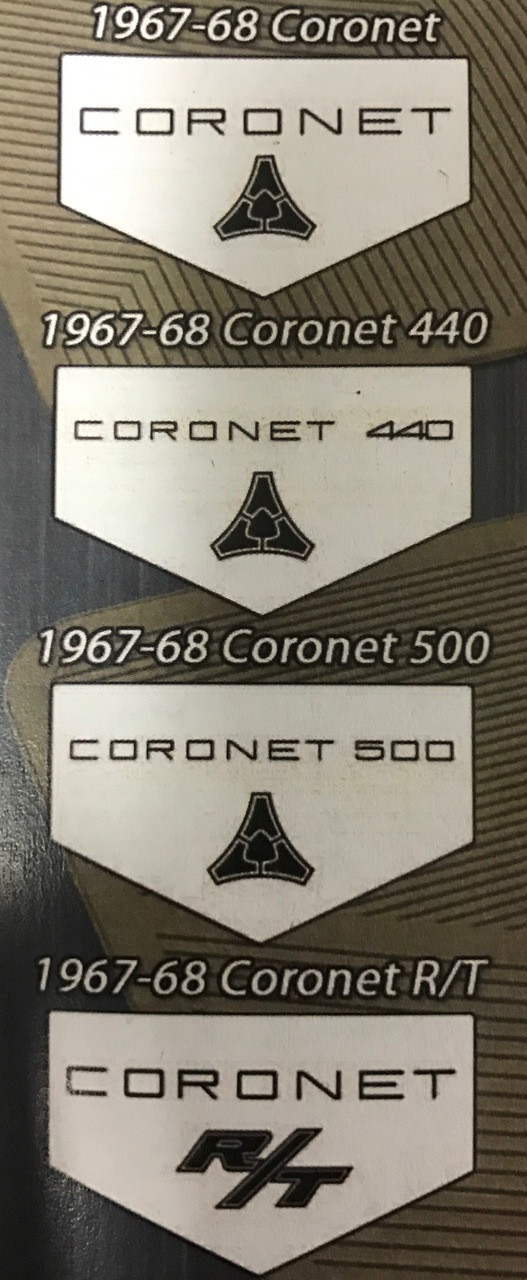 1967-68 Coronet
CORONET
1967-68 Coronet 440
CORONET 440
1967-68 Coronet 500
CORONET 500
1967-68 Coronet R/T
CORONET
R/T